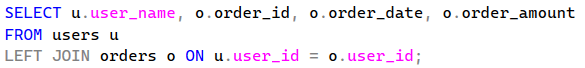 SELECT u.user_name, o.order_id, o.order_date, o.order_amount
FROM users u
LEFT JOIN orders o ON u.user_id = o.user_id;